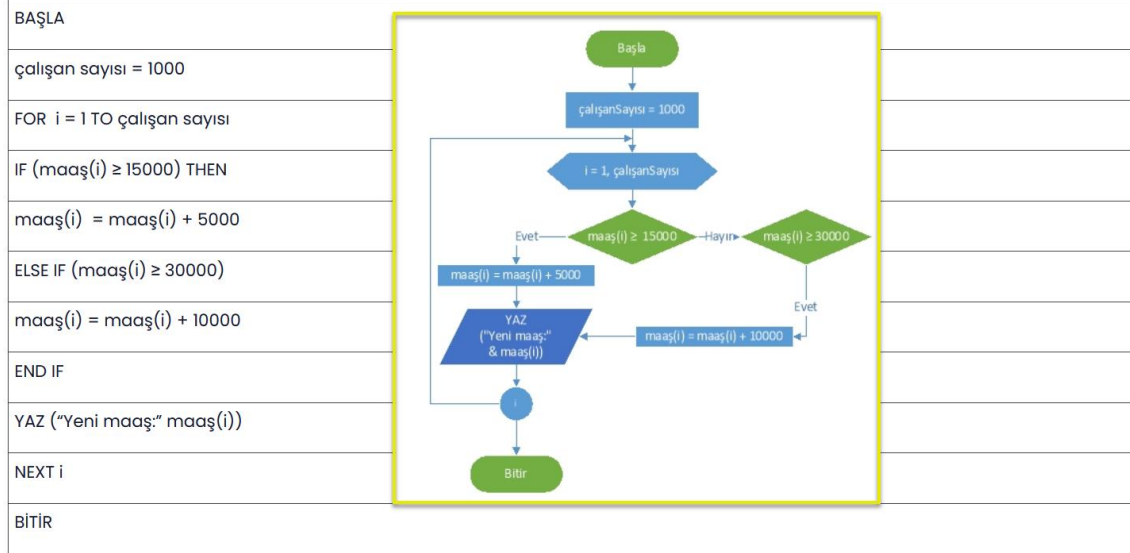 BAŞLA
çalışan sayısı = 1000
FOR i = 1 TO çalışan sayısı
IF (maaş(i) ≥ 15000) THEN
maaş(i) = maaş(i) + 5000
ELSE IF (maaş(i) ≥ 30000)
maaş(i) = maaş(i) + 10000
END IF
YAZ (“Yeni maaş:” maaş(i))
NEXT i
BİTİR
Başla
çalışanSayısı = 1000
i = 1, çalışanSayısı
maaş(i) ≥ 15000
Evet
Hayır
maaş(i) ≥ 30000
maaş(i) = maaş(i) + 5000
Evet
YAZ
("Yeni maaş:"
& maaş(i))
maaş(i) = maaş(i) + 10000
i
Bitir